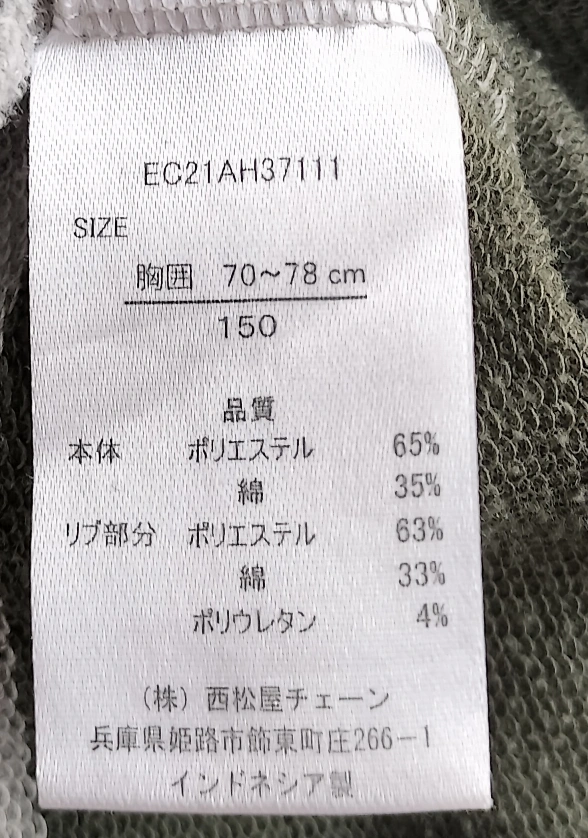 EC21AH37111
SIZE
胸囲 70～78 cm
150
品質
本体 ポリエステル 65%
綿 35%
リブ部分 ポリエステル 63%
綿 33%
ポリウレタン 4%
（株）西松屋チェーン
兵庫県姫路市飾東町庄266－1
インドネシア製